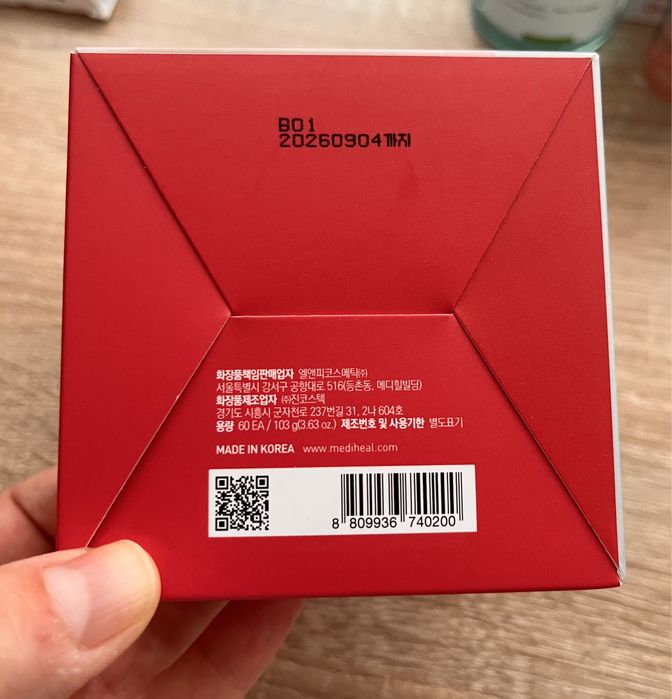 B01
20260904까지
화장품책임판매업자 엘앤피코스메틱㈜
서울특별시 강서구 공항대로 516(등촌동, 메디힐빌딩)
화장품제조업자 ㈜진코스텍
경기도 시흥시 군자천로 237번길 31, 2나 604호
용량 60 EA / 103 g(3.63 oz.) 제조번호 및 사용기한 별도표기
MADE IN KOREA www.mediheal.com
8 809936 740200